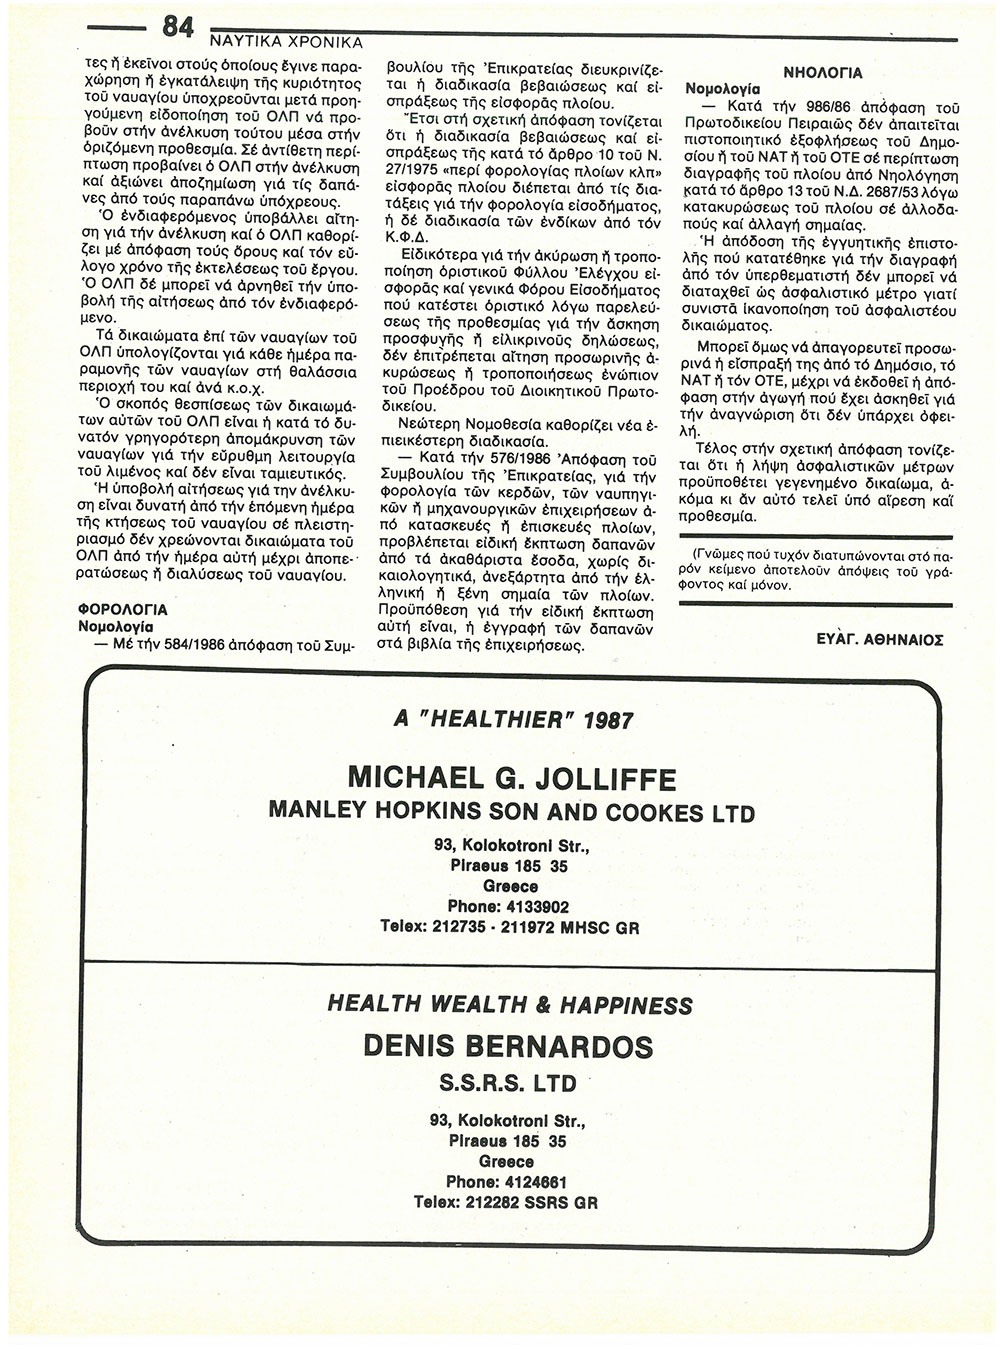 84
ΝΑΥΤΙΚΑ ΧΡΟΝΙΚΑ
τες ἤ ἐκεῖνοι στούς ὁποίους ἔγινε παρα-
χώρηση ἤ ἐγκατάλειψη τῆς κυριότητος
τοῦ ναυαγίου ὑποχρεοῦνται μετά προη-
γούμενη εἰδοποίηση τοῦ ΟΛΠ νά προ-
βοῦν στήν ἀνέλκυση τούτου μέσα στήν
ὁριζόμενη προθεσμία. Σέ ἀντίθετη περί-
πτωση προβαίνει ὁ ΟΛΠ στήν ἀνέλκυση
καί ἀξιώνει ἀποζημίωση γιά τίς δαπά-
νες ἀπό τούς παραπάνω ὑπόχρεους.
Ὁ ἐνδιαφερόμενος ὑποβάλλει αἴτη-
ση γιά τήν ἀνέλκυση καί ὁ ΟΛΠ καθορί-
ζει μέ ἀπόφαση τούς ὅρους καί τόν εὔ-
λογο χρόνο τῆς ἐκτελέσεως τοῦ ἔργου.
Ὁ ΟΛΠ δέ μπορεῖ νά ἀρνηθεῖ τήν ὑπο-
βολή τῆς αἰτήσεως ἀπό τόν ἐνδιαφερό-
μενο.
Τά δικαιώματα ἐπί τῶν ναυαγίων τοῦ
ΟΛΠ ὑπολογίζονται γιά κάθε ἡμέρα πα-
ραμονῆς τῶν ναυαγίων στή θαλάσσια
περιοχή του καί ἀνά κ.ο.χ.
Ὁ σκοπός θεσπίσεως τῶν δικαιωμά-
των αὐτῶν τοῦ ΟΛΠ εἶναι ἡ κατά τό δυ-
νατόν γρηγορότερη ἀπομάκρυνση τῶν
ναυαγίων γιά τήν εὔρυθμη λειτουργία
τοῦ λιμένος καί δέν εἶναι ταμιευτικός.
Ἡ ὑποβολή αἰτήσεως γιά την ἀνέλκυ-
ση εἶναι δυνατή ἀπό τήν ἑπόμενη ἡμέρα
τῆς κτήσεως τοῦ ναυαγίου σέ πλειστη-
ριασμό δέν χρεώνονται δικαιώματα τοῦ
ΟΛΠ ἀπό τήν ἡμέρα αὐτή μέχρι ἀποπε-
ρατώσεως ἤ διαλύσεως τοῦ ναυαγίου.
ΦΟΡΟΛΟΓΙΑ
Νομολογία
— Μέ τήν 584/1986 ἀπόφαση τοῦ Συμ-
βουλίου τῆς Ἐπικρατείας διευκρινίζε-
ται ἡ διαδικασία βεβαιώσεως καί εἰ-
σπράξεως τῆς εἰσφορᾶς πλοίου.
Ἔτσι στή σχετική ἀπόφαση τονίζεται
ὅτι ἡ διαδικασία βεβαιώσεως καί εἰ-
σπράξεως τῆς κατά τό ἄρθρο 10 τοῦ Ν.
27/1975 «περί φορολογίας πλοίων κλπ»
εἰσφορᾶς πλοίου διέπεται ἀπό τίς δια-
τάξεις γιά τήν φορολογία εἰσοδήματος,
ἡ δέ διαδικασία τῶν ἐνδίκων ἀπό τόν
Κ.Φ.Δ.
Εἰδικότερα γιά τήν ἀκύρωση ἤ τροπο-
ποίηση ὁριστικοῦ Φύλλου Ἐλέγχου εἰ-
σφορᾶς καί γενικά Φόρου Εἰσοδήματος
πού κατέστει ὁριστικό λόγω παρελεύ-
σεως τῆς προθεσμίας γιά τήν ἄσκηση
προσφυγῆς ἤ εἰλικρινοῦς δηλώσεως,
δέν ἐπιτρέπεται αἴτηση προσωρινῆς ἀ-
κυρώσεως ἤ τροποποιήσεως ἐνώπιον
τοῦ Προέδρου τοῦ Διοικητικοῦ Πρωτο-
δικείου.
Νεώτερη Νομοθεσία καθορίζει νέα ἐ-
πιεικέστερη διαδικασία.
— Κατά τήν 576/1986 Ἀπόφαση τοῦ
Συμβουλίου τῆς Ἐπικρατείας, γιά τήν
φορολογία τῶν κερδῶν, τῶν ναυπηγι-
κῶν ἤ μηχανουργικῶν ἐπιχειρήσεων ἀ-
πό κατασκευές ἤ ἐπισκευές πλοίων,
προβλέπεται εἰδική ἔκπτωση δαπανῶν
ἀπό τά ἀκαθάριστα ἔσοδα, χωρίς δι-
καιολογητικά, ἀνεξάρτητα ἀπό τήν ἑλ-
ληνική ἤ ξένη σημαία τῶν πλοίων.
Προϋπόθεση γιά τήν εἰδική ἔκπτωση
αὐτή εἶναι, ἡ ἐγγραφή τῶν δαπανῶν
στά βιβλία τῆς ἐπιχειρήσεως.
ΝΗΟΛΟΓΙΑ
Νομολογία
— Κατά τήν 986/86 ἀπόφαση τοῦ
Πρωτοδικείου Πειραιῶς δέν ἀπαιτεῖται
πιστοποιητικό ἐξοφλήσεως τοῦ Δημο-
σίου ἤ τοῦ ΝΑΤ ἤ τοῦ ΟΤΕ σέ περίπτωση
διαγραφῆς τοῦ πλοίου ἀπό Νηολόγηση
κατά τό ἄρθρο 13 τοῦ Ν.Δ. 2687/53 λόγω
κατακυρώσεως τοῦ πλοίου σέ ἀλλοδα-
πούς καί ἀλλαγή σημαίας.
Ἡ ἀπόδοση τῆς ἐγγυητικῆς ἐπιστο-
λῆς πού κατατέθηκε γιά τήν διαγραφή
ἀπό τόν ὑπερθεματιστή δέν μπορεῖ νά
διαταχθεῖ ὡς ἀσφαλιστικό μέτρο γιατί
συνιστᾶ ἱκανοποίηση τοῦ ἀσφαλιστέου
δικαιώματος.
Μπορεῖ ὅμως νά ἀπαγορευτεῖ προσω-
ρινά ἡ εἴσπραξή της ἀπό τό Δημόσιο, τό
ΝΑΤ ἤ τόν ΟΤΕ, μέχρι νά ἐκδοθεῖ ἡ ἀπό-
φαση στήν ἀγωγή πού ἔχει ἀσκηθεῖ γιά
τήν ἀναγνώριση ὅτι δέν ὑπάρχει ὀφει-
λή.
Τέλος στήν σχετική ἀπόφαση τονίζε-
ται ὅτι ἡ λήψη ἀσφαλιστικῶν μέτρων
προϋποθέτει γεγενημένο δικαίωμα, ἀ-
κόμα κι ἄν αὐτό τελεῖ ὑπό αἵρεση καί
προθεσμία.
(Γνῶμες πού τυχόν διατυπώνονται στό πα-
ρόν κείμενο ἀποτελοῦν ἀπόψεις τοῦ γρά-
φοντος καί μόνον.
ΕΥΑΓ. ΑΘΗΝΑΙΟΣ
A "HEALTHIER" 1987
MICHAEL G. JOLLIFFE
MANLEY HOPKINS SON AND COOKES LTD
93, Kolokotroni Str.,
Piraeus 185 35
Greece
Phone: 4133902
Telex: 212735 - 211972 MHSC GR
HEALTH WEALTH & HAPPINESS
DENIS BERNARDOS
S.S.R.S. LTD
93, Kolokotroni Str.,
Piraeus 185 35
Greece
Phone: 4124661
Telex: 212282 SSRS GR